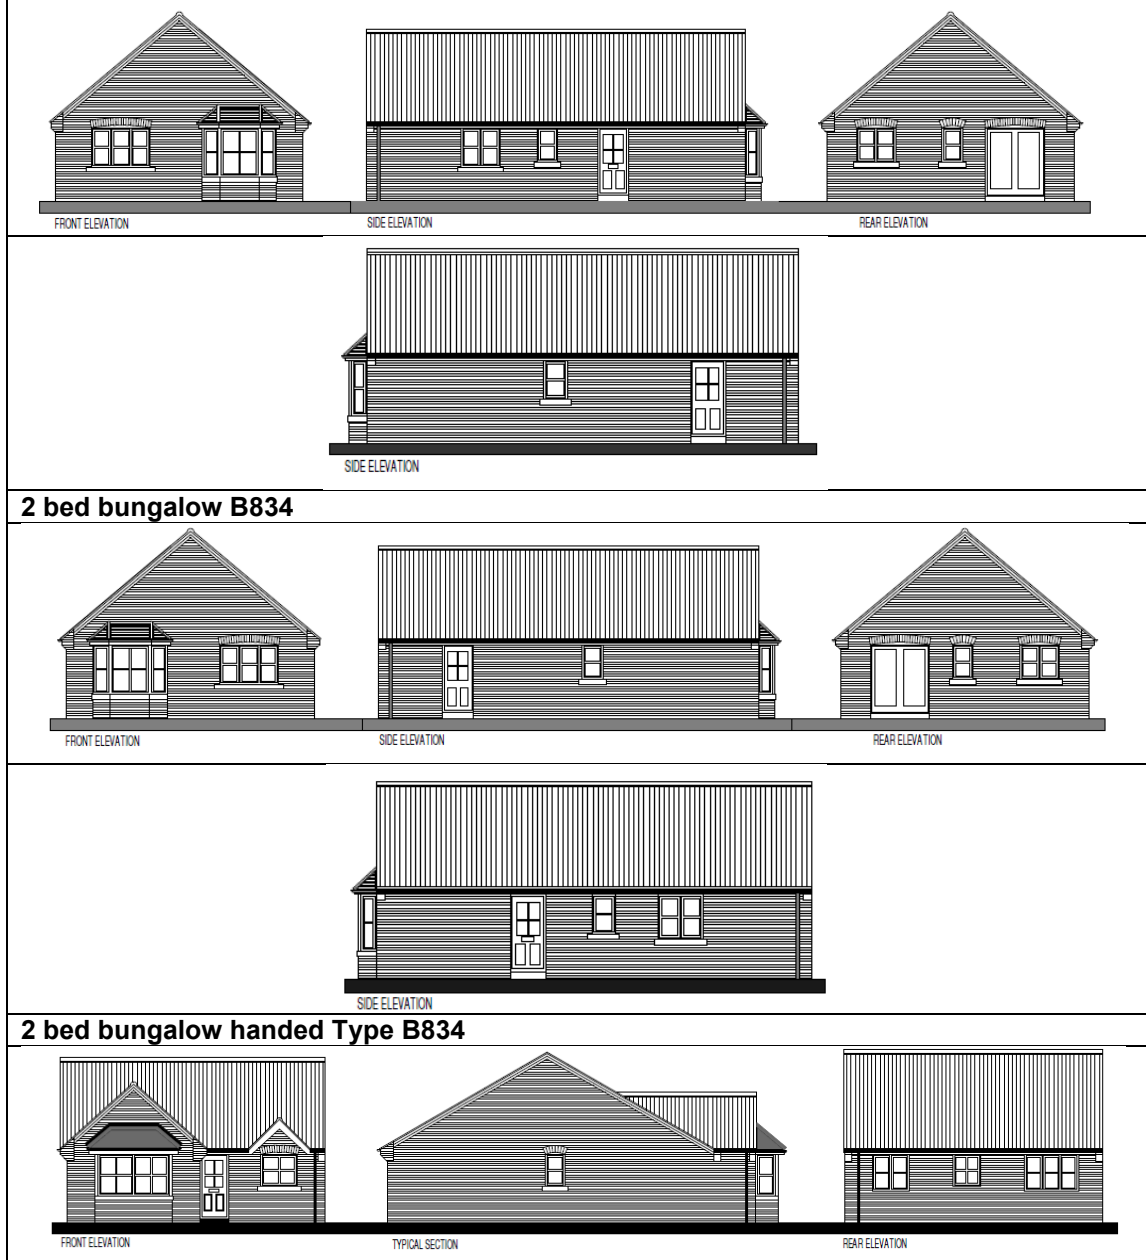 FRONT ELEVATION SIDE ELEVATION REAR ELEVATION
SIDE ELEVATION
2 bed bungalow B834
FRONT ELEVATION SIDE ELEVATION REAR ELEVATION
SIDE ELEVATION
2 bed bungalow handed Type B834
FRONT ELEVATION TYPICAL SECTION REAR ELEVATION